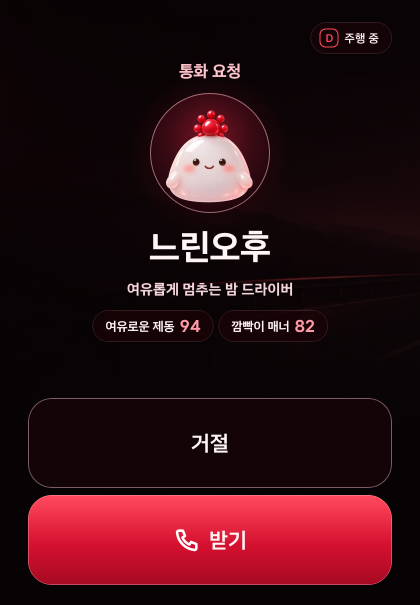 D 주행 중
통화 요청
느린오후
여유롭게 멈추는 밤 드라이버
여유로운 제동 94 깜빡이 매너 82
거절
받기